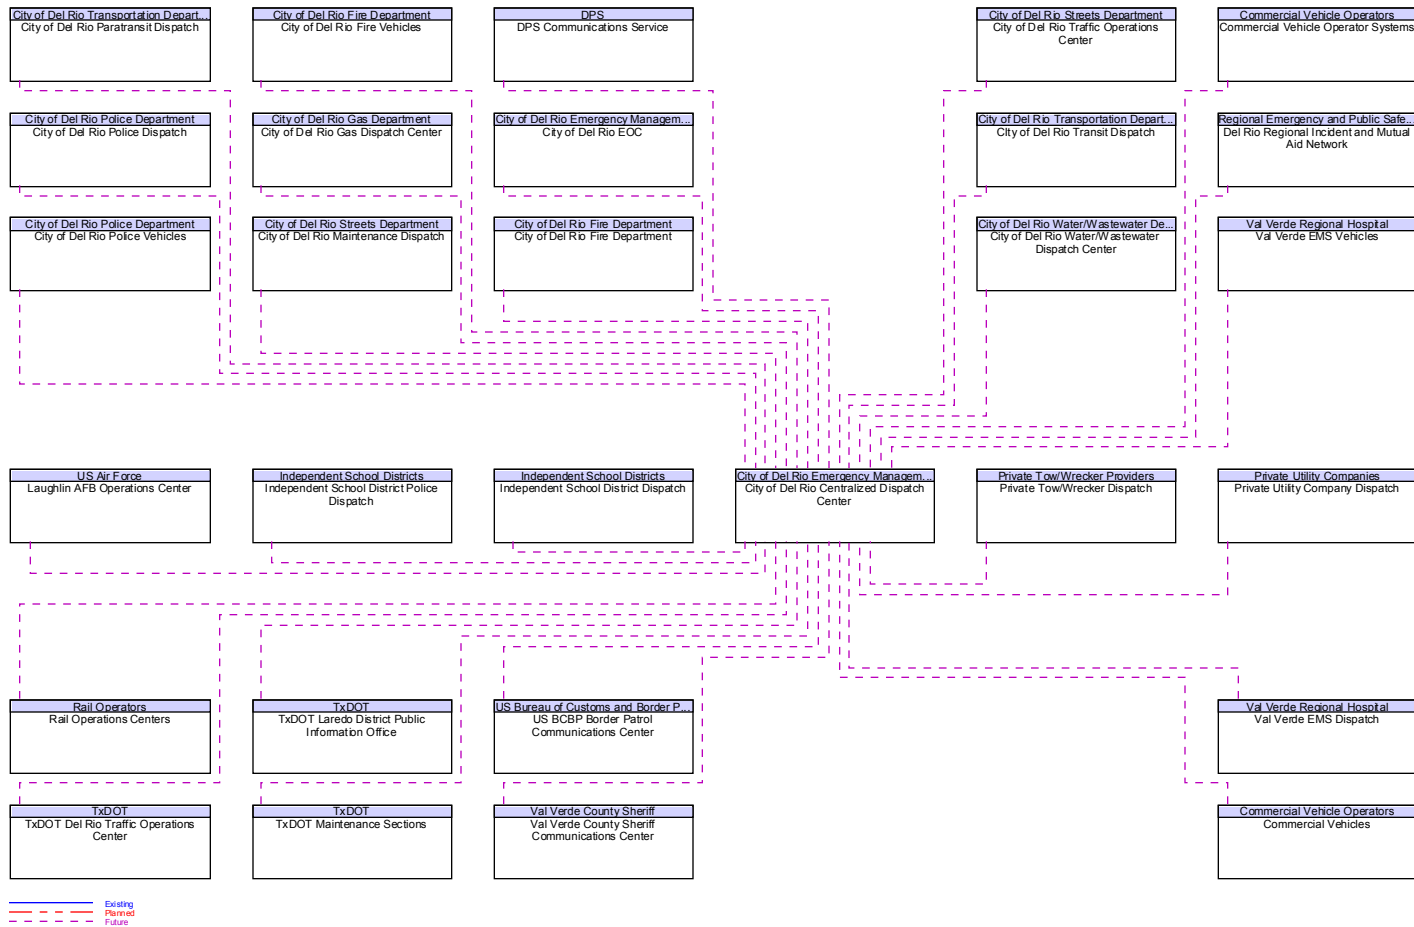 City of Del Rio Transportation Depart...
City of Del Rio Paratransit Dispatch
City of Del Rio Fire Department
City of Del Rio Fire Vehicles
DPS
DPS Communications Service
City of Del Rio Streets Department
City of Del Rio Traffic Operations
Center
Commercial Vehicle Operators
Commercial Vehicle Operator Systems
City of Del Rio Police Department
City of Del Rio Police Dispatch
City of Del Rio Gas Department
City of Del Rio Gas Dispatch Center
City of Del Rio Emergency Managem...
City of Del Rio EOC
City of Del Rio Transportation Depart...
CIty of Del Rio Transit Dispatch
Regional Emergency and Public Safe...
Del Rio Regional Incident and Mutual
Aid Network
City of Del Rio Police Department
City of Del Rio Police Vehicles
City of Del Rio Streets Department
City of Del Rio Maintenance Dispatch
City of Del Rio Fire Department
City of Del Rio Fire Department
City of Del Rio Water/Wastewater De...
City of Del Rio Water/Wastewater
Dispatch Center
Val Verde Regional Hospital
Val Verde EMS Vehicles
US Air Force
Laughlin AFB Operations Center
Independent School Districts
Independent School District Police
Dispatch
Independent School Districts
Independent School District Dispatch
City of Del Rio Emergency Managem...
City of Del Rio Centralized Dispatch
Center
Private Tow/Wrecker Providers
Private Tow/Wrecker Dispatch
Private Utility Companies
Private Utility Company Dispatch
Rail Operators
Rail Operations Centers
TxDOT
TxDOT Laredo District Public
Information Office
US Bureau of Customs and Border P...
US BCBP Border Patrol
Communications Center
Val Verde Regional Hospital
Val Verde EMS Dispatch
TxDOT
TxDOT Del Rio Traffic Operations
Center
TxDOT
TxDOT Maintenance Sections
Val Verde County Sheriff
Val Verde County Sheriff
Communications Center
Commercial Vehicle Operators
Commercial Vehicles
Existing
Planned
Future